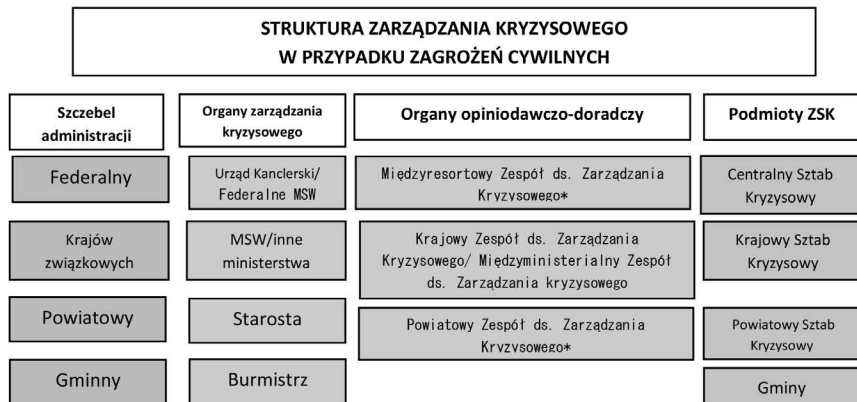 STRUKTURA ZARZĄDZANIA KRYZYSOWEGO
W PRZYPADKU ZAGROŻEŃ CYWILNYCH
Szczebel
administracji
Organy zarządzania
kryzysowego
Organy opiniodawczo-doradczy
Podmioty ZSK
Federalny
Urząd Kanclerski/
Federalne MSW
Międzyresortowy Zespół ds. Zarządzania
Kryzysowego*
Centralny Sztab
Kryzysowy
Krajów
związkowych
MSW/inne
ministerstwa
Krajowy Zespół ds. Zarządzania
Kryzysowego/ Międzyministerialny Zespół
ds. Zarządzania kryzysowego
Krajowy Sztab
Kryzysowy
Powiatowy
Starosta
Powiatowy Zespół ds. Zarządzania
Kryzysowego*
Powiatowy Sztab
Kryzysowy
Gminny
Burmistrz
Gminy